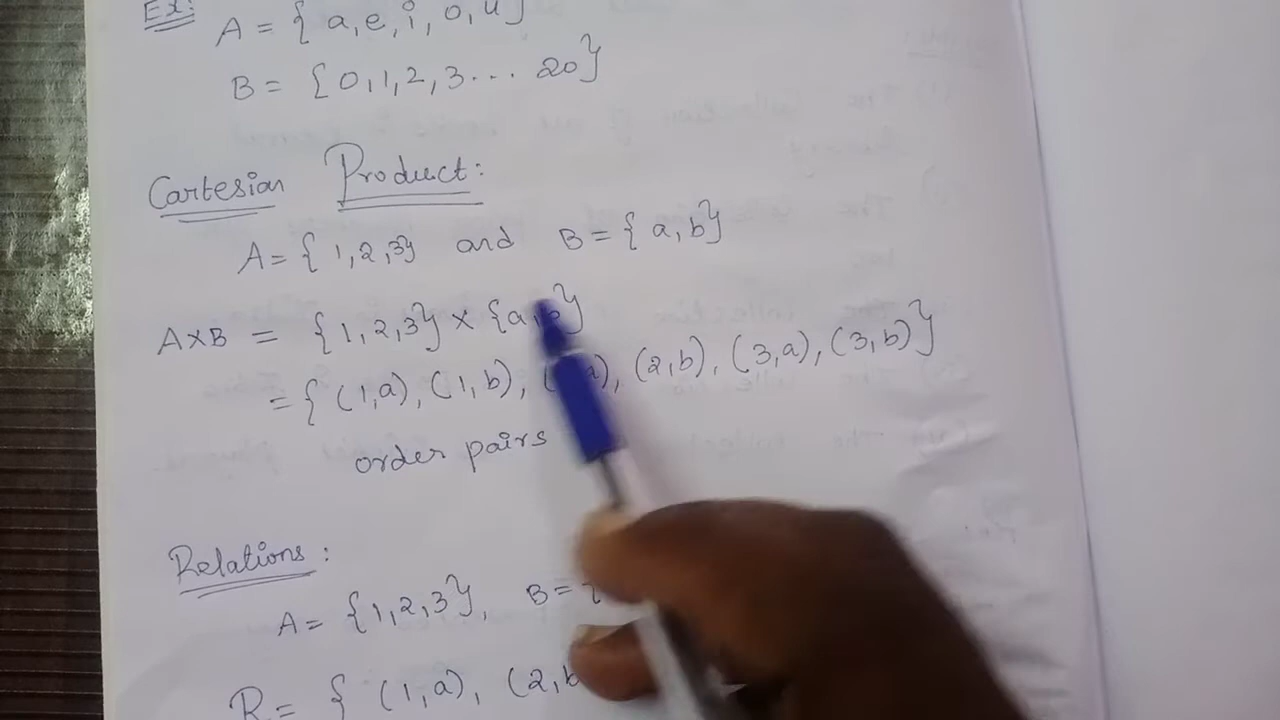 Ex:
A = { a, e, i, o, u }
B = { 0, 1, 2, 3 ... 20 }
Cartesian Product:
A = { 1, 2, 3 } and B = { a, b }
A×B = { 1, 2, 3 } × { a, b }
= { (1, a), (1, b), ( a), (2, b), (3, a), (3, b) }
order pairs
Relations:
A = { 1, 2, 3 }, B = {
R = { (1, a), (2, b